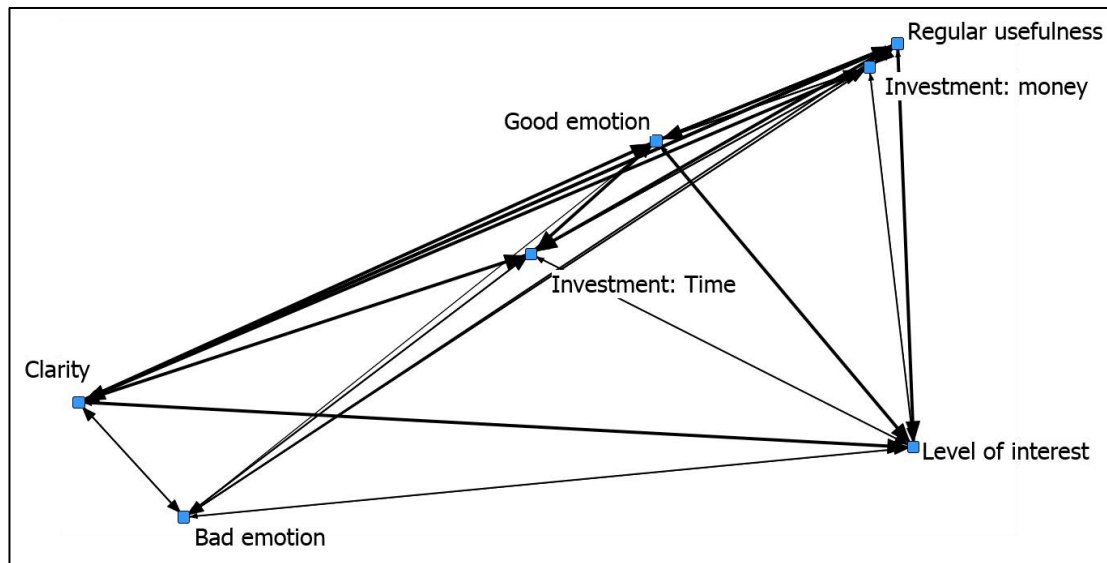 Regular usefulness
Investment: money
Good emotion
Investment: Time
Clarity
Level of interest
Bad emotion